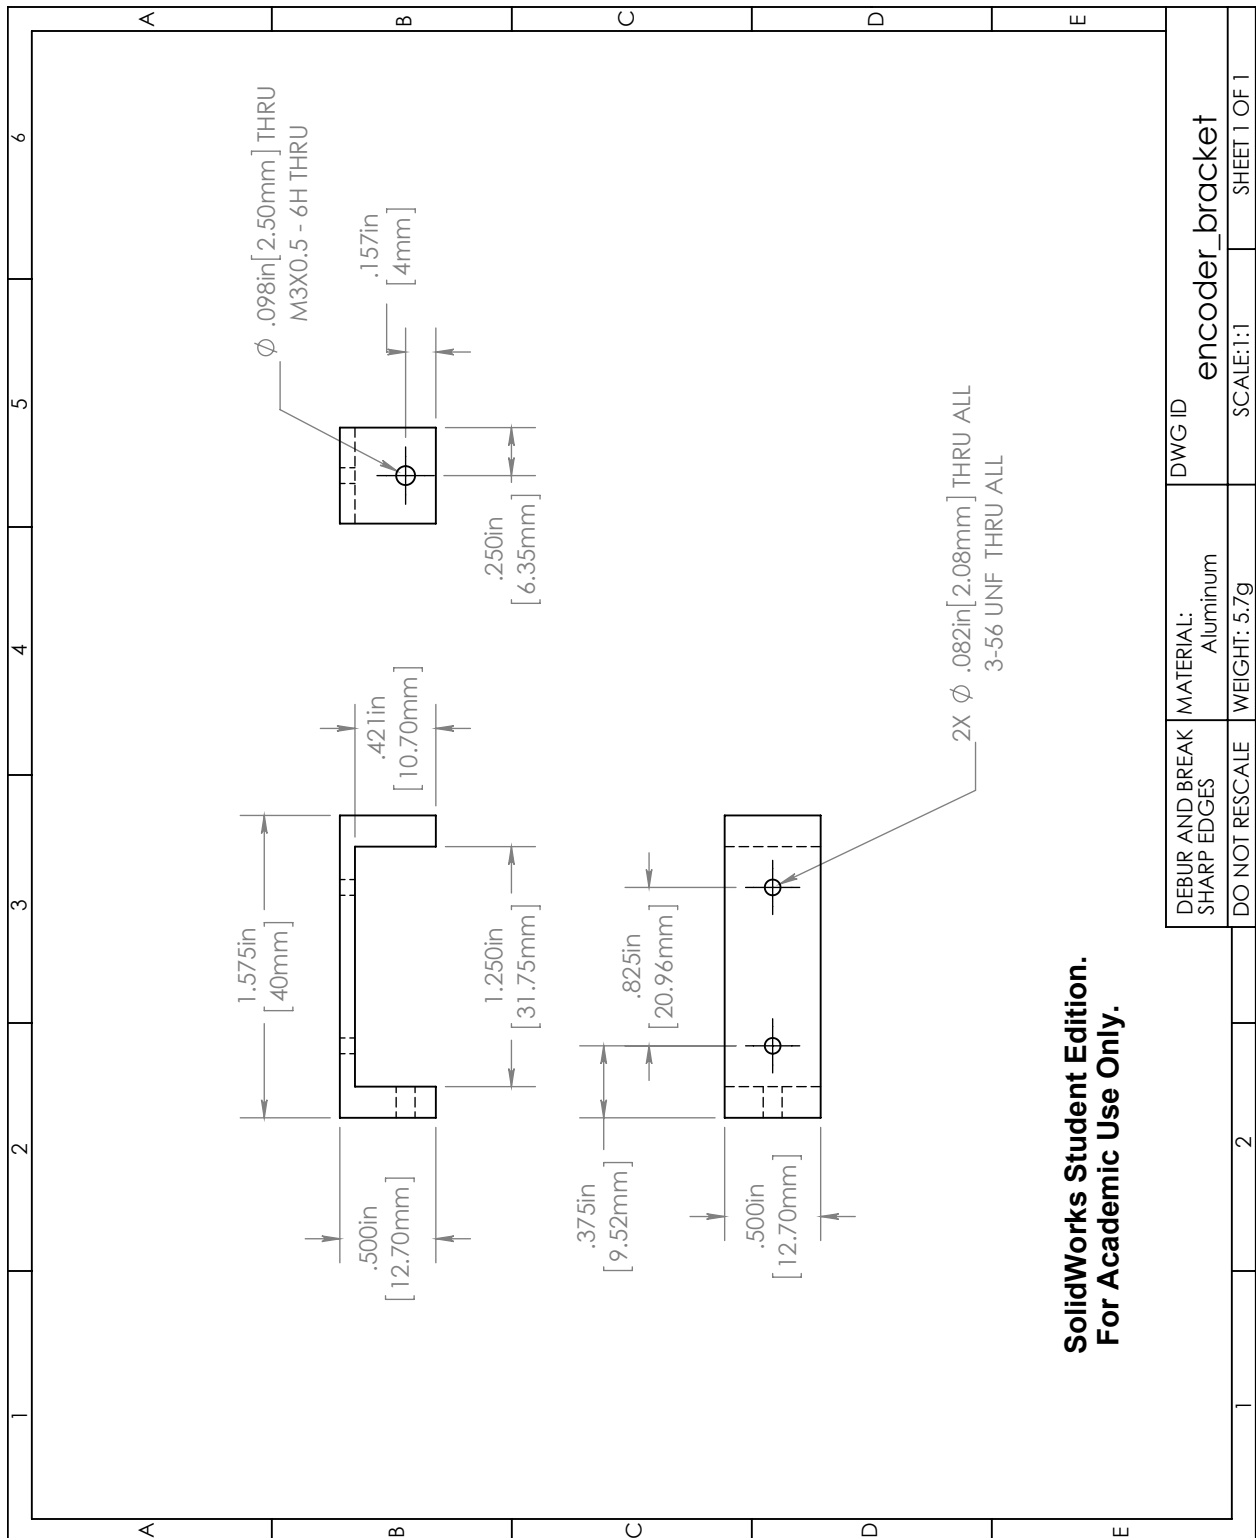 1 2 3 4 5 6
A A
B B
C C
D D
E E
1.575in
[40mm]
.500in
[12.70mm]
.421in
[10.70mm]
1.250in
[31.75mm]
Ø .098in[2.50mm] THRU
M3X0.5 - 6H THRU
.157in
[4mm]
.250in
[6.35mm]
.375in
[9.52mm]
.825in
[20.96mm]
.500in
[12.70mm]
2X Ø .082in[2.08mm] THRU ALL
3-56 UNF THRU ALL
SolidWorks Student Edition.
For Academic Use Only.
DEBUR AND BREAK
SHARP EDGES
DO NOT RESCALE
MATERIAL:
Aluminum
WEIGHT: 5.7g
DWG ID
encoder_bracket
SCALE:1:1
SHEET 1 OF 1
1 2